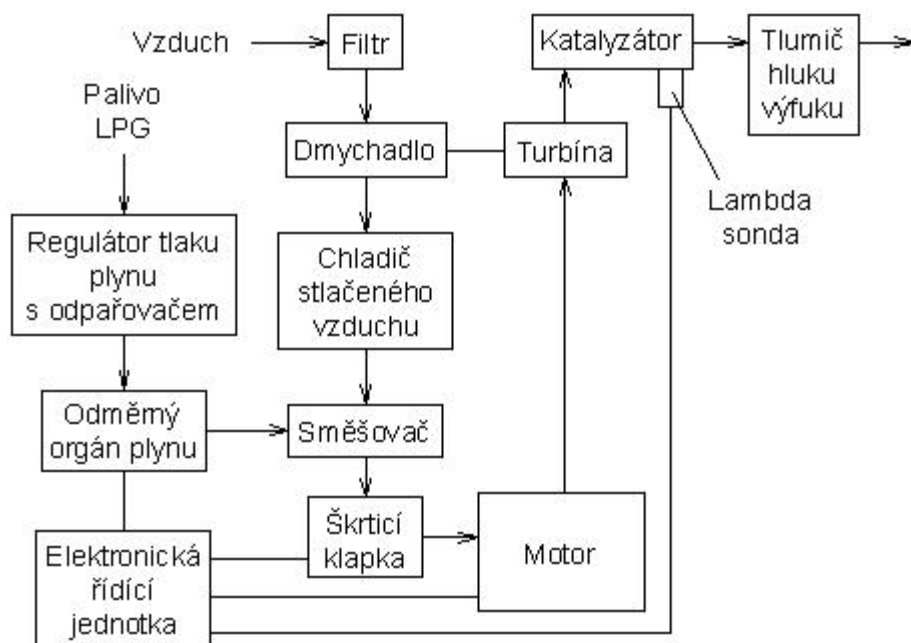 Vzduch
Filtr
Katalyzátor
Tlumič
hluku
výfuku
Palivo
LPG
Dmychadlo
Turbína
Lambda
sonda
Regulátor tlaku
plynu
s odpařovačem
Chladič
stlačeného
vzduchu
Odměrný
orgán plynu
Směšovač
Škrticí
klapka
Motor
Elektronická
řídící
jednotka